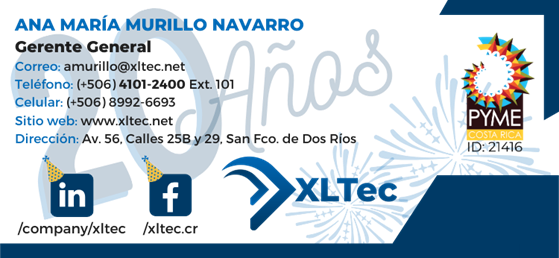 ANA MARÍA MURILLO NAVARRO
Gerente General
Correo: amurillo@xltec.net
Teléfono: (+506) 4101-2400 Ext. 101
Celular: (+506) 8992-6693
Sitio web: www.xltec.net
Dirección: Av. 56, Calles 25B y 29, San Fco. de Dos Ríos
20 Años
PYME
COSTA RICA
ID: 21416
in
/company/xltec
f
/xltec.cr
XLTec